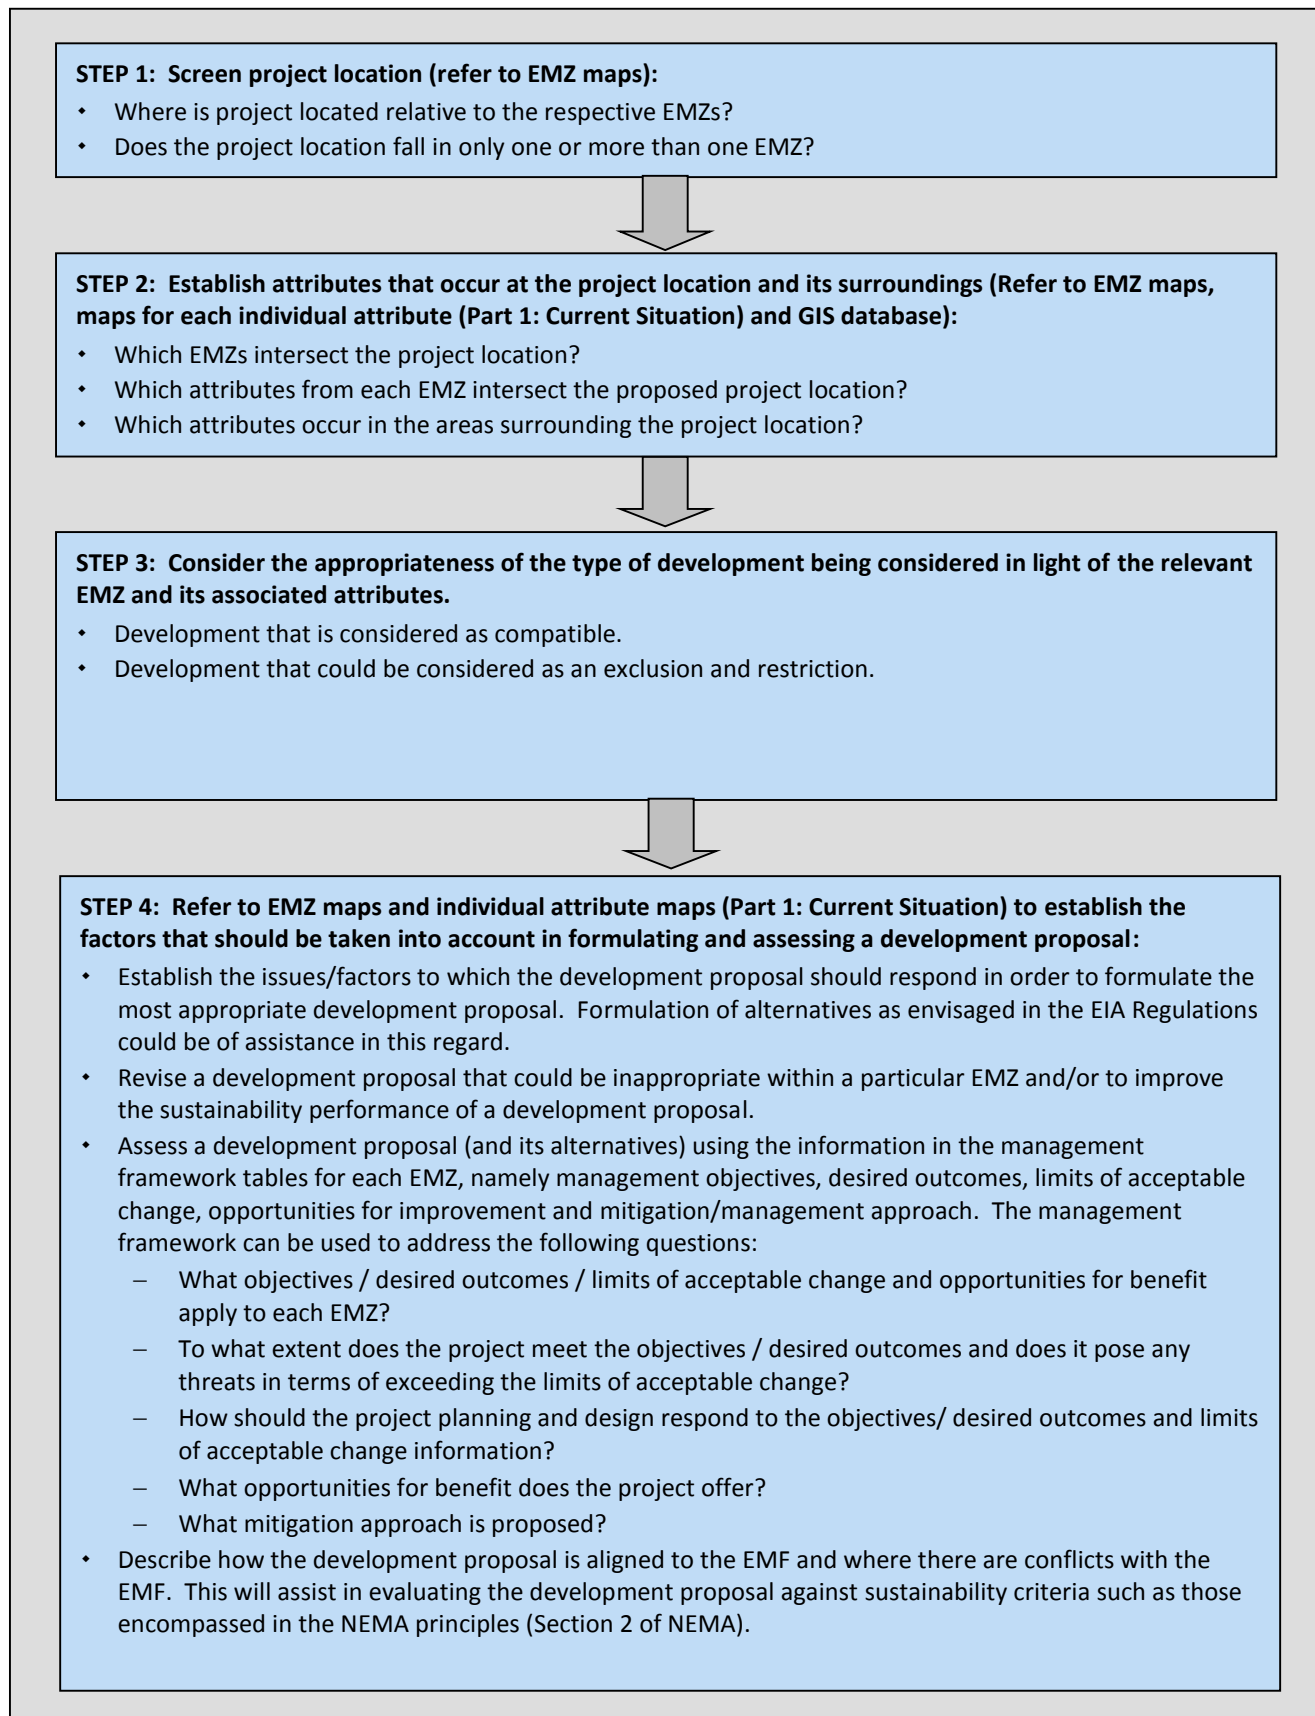 STEP 1:  Screen project location (refer to EMZ maps):
• Where is project located relative to the respective EMZs?
• Does the project location fall in only one or more than one EMZ?
STEP 2:  Establish attributes that occur at the project location and its surroundings (Refer to EMZ maps,
maps for each individual attribute (Part 1: Current Situation) and GIS database):
• Which EMZs intersect the project location?
• Which attributes from each EMZ intersect the proposed project location?
• Which attributes occur in the areas surrounding the project location?
STEP 3:  Consider the appropriateness of the type of development being considered in light of the relevant
EMZ and its associated attributes.
• Development that is considered as compatible.
• Development that could be considered as an exclusion and restriction.
STEP 4:  Refer to EMZ maps and individual attribute maps (Part 1: Current Situation) to establish the
factors that should be taken into account in formulating and assessing a development proposal:
• Establish the issues/factors to which the development proposal should respond in order to formulate the
most appropriate development proposal.  Formulation of alternatives as envisaged in the EIA Regulations
could be of assistance in this regard.
• Revise a development proposal that could be inappropriate within a particular EMZ and/or to improve
the sustainability performance of a development proposal.
• Assess a development proposal (and its alternatives) using the information in the management
framework tables for each EMZ, namely management objectives, desired outcomes, limits of acceptable
change, opportunities for improvement and mitigation/management approach.  The management
framework can be used to address the following questions:
– What objectives / desired outcomes / limits of acceptable change and opportunities for benefit
apply to each EMZ?
– To what extent does the project meet the objectives / desired outcomes and does it pose any
threats in terms of exceeding the limits of acceptable change?
– How should the project planning and design respond to the objectives/ desired outcomes and limits
of acceptable change information?
– What opportunities for benefit does the project offer?
– What mitigation approach is proposed?
• Describe how the development proposal is aligned to the EMF and where there are conflicts with the
EMF.  This will assist in evaluating the development proposal against sustainability criteria such as those
encompassed in the NEMA principles (Section 2 of NEMA).